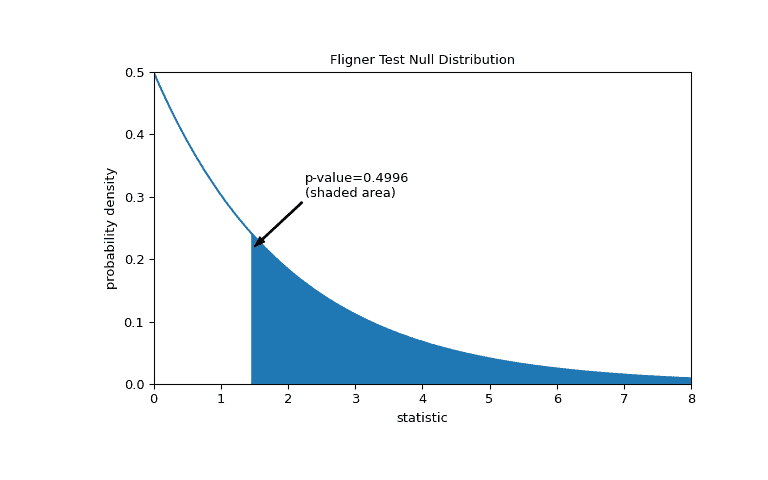 Fligner Test Null Distribution
0.5
0.4
0.3
0.2
0.1
0.0
probability density
p-value=0.4996
(shaded area)
0 1 2 3 4 5 6 7 8
statistic